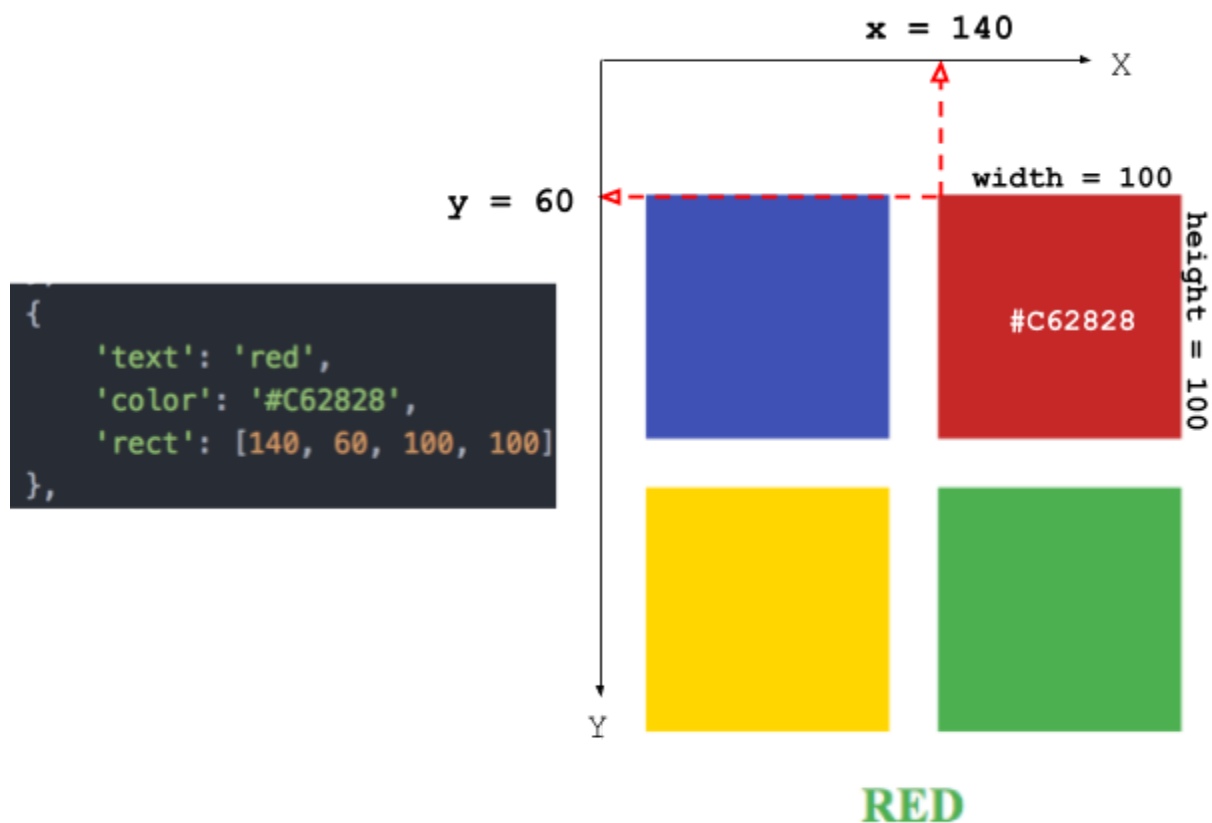 x = 140
X
width = 100
y = 60
height = 100
{
'text': 'red',
'color': '#C62828',
'rect': [140, 60, 100, 100]
},
#C62828
Y
RED